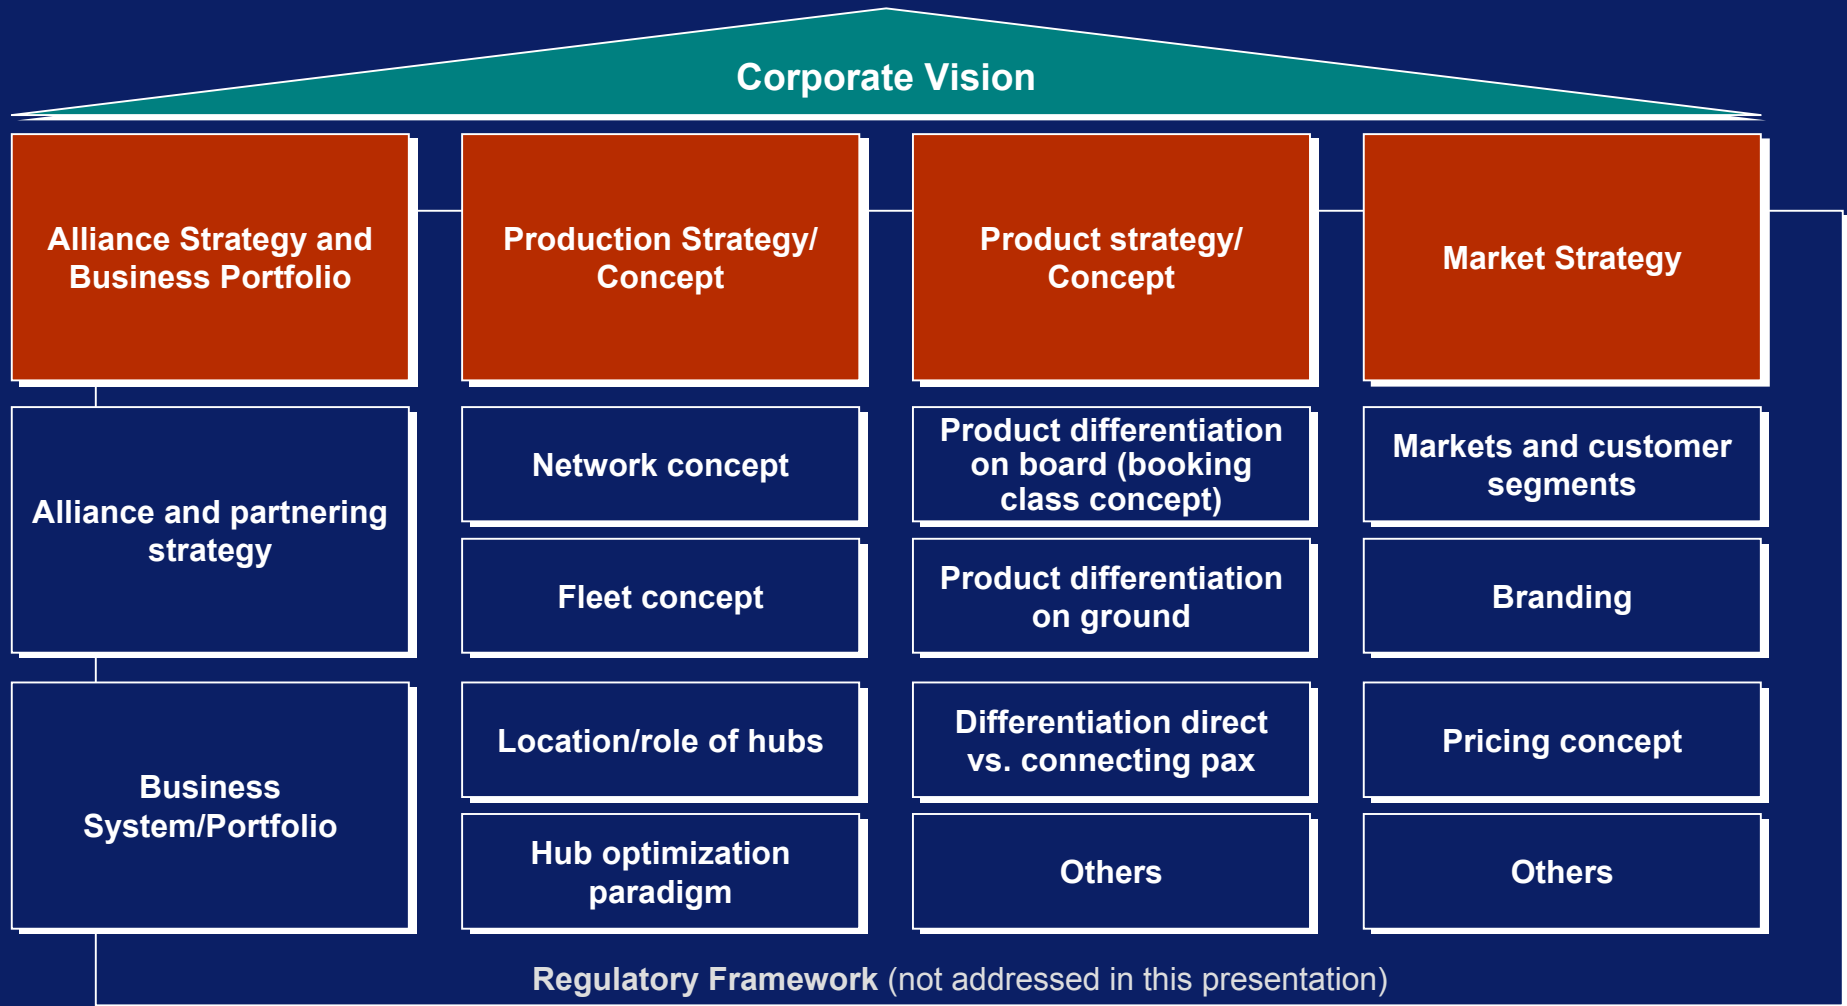 Corporate Vision
Alliance Strategy and
Business Portfolio
Production Strategy/
Concept
Product strategy/
Concept
Market Strategy
Alliance and partnering
strategy
Business
System/Portfolio
Network concept
Fleet concept
Location/role of hubs
Hub optimization
paradigm
Product differentiation
on board (booking
class concept)
Product differentiation
on ground
Differentiation direct
vs. connecting pax
Others
Markets and customer
segments
Branding
Pricing concept
Others
Regulatory Framework (not addressed in this presentation)